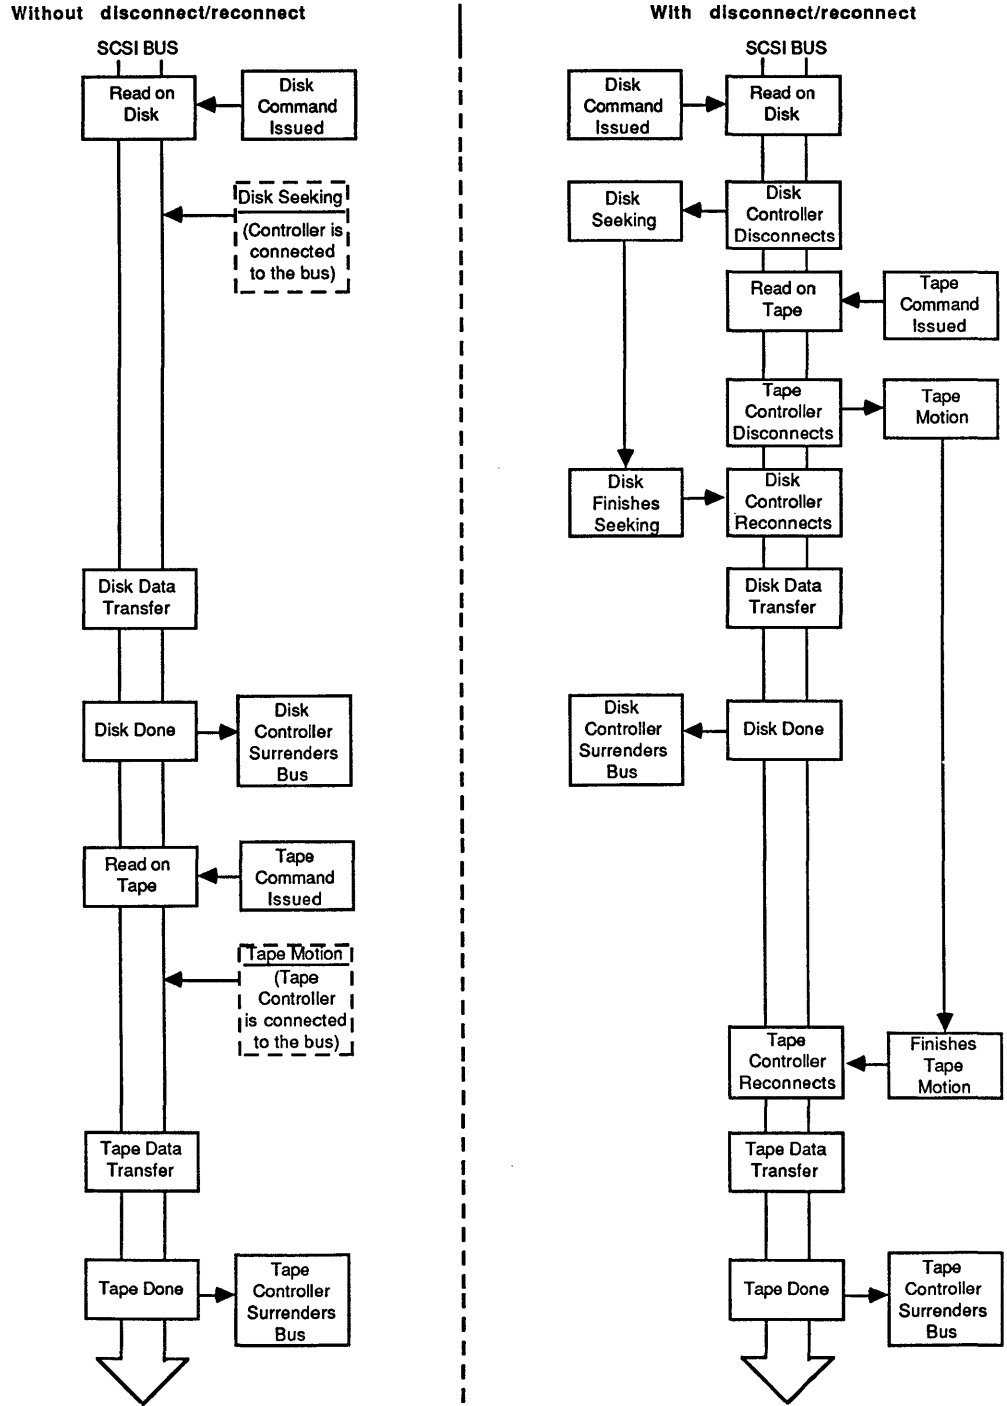 Without disconnect/reconnect
SCSI BUS
Read on
Disk
Disk
Command
Issued
Disk Seeking
(Controller is
connected
to the bus)
Disk Data
Transfer
Disk Done
Disk
Controller
Surrenders
Bus
Read on
Tape
Tape
Command
Issued
Tape Motion
(Tape
Controller
is connected
to the bus)
Tape Data
Transfer
Tape Done
Tape
Controller
Surrenders
Bus
With disconnect/reconnect
SCSI BUS
Disk
Command
Issued
Read on
Disk
Disk
Seeking
Disk
Controller
Disconnects
Read on
Tape
Tape
Command
Issued
Tape
Controller
Disconnects
Tape
Motion
Disk
Finishes
Seeking
Disk
Controller
Reconnects
Disk Data
Transfer
Disk
Controller
Surrenders
Bus
Disk Done
Tape
Controller
Reconnects
Finishes
Tape
Motion
Tape Data
Transfer
Tape Done
Tape
Controller
Surrenders
Bus